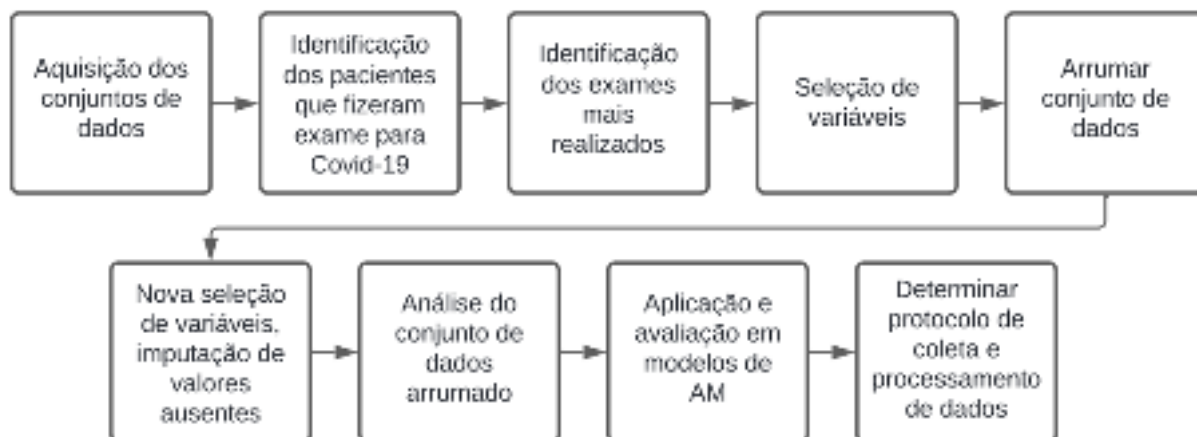 Aquisição dos
conjuntos de
dados
Identificação
dos pacientes
que fizeram
exame para
Covid-19
Identificação
dos exames
mais
realizados
Seleção de
variáveis
Arrumar
conjunto de
dados
Nova seleção
de variáveis.
imputação de
valores
ausentes
Análise do
conjunto de
dados
arrumado
Aplicação e
avaliação em
modelos de
AM
Determinar
protocolo de
coleta e
processamento
de dados